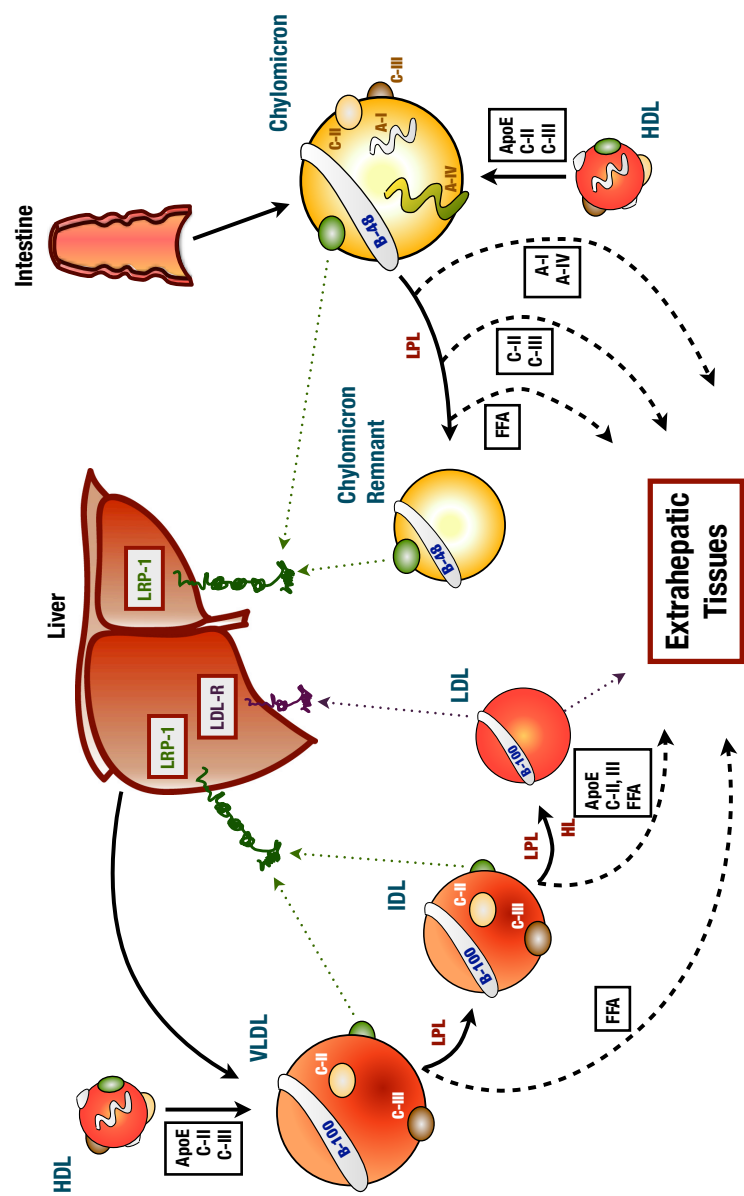 Liver
Intestine
HDL
ApoE
C-II
C-III
VLDL
B-100
C-II
C-III
LPL
FFA
IDL
B-100
C-II
C-III
LPL
HL
ApoE
C-II, III
FFA
LDL
B-100
LRP-1
LDL-R
LRP-1
Chylomicron
Remnant
B-48
LPL
FFA
C-II
C-III
A-I
A-IV
Chylomicron
B-48
C-II
A-I
C-III
A-IV
ApoE
C-II
C-III
HDL
Extrahepatic
Tissues